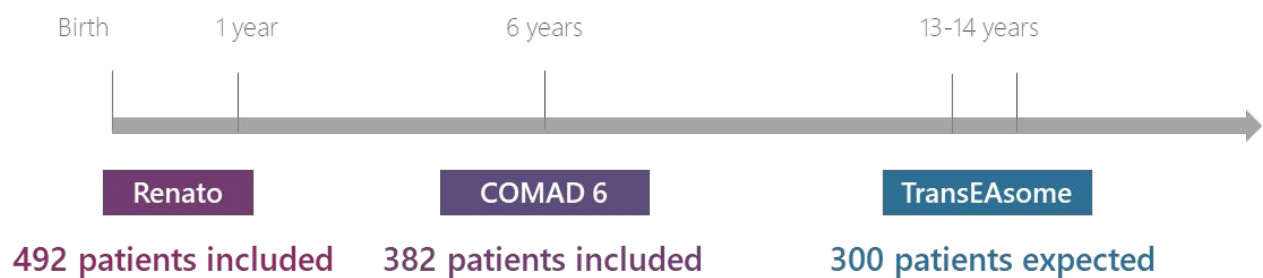 Birth 1 year 6 years 13-14 years
Renato COMAD 6 TransEAsome
492 patients included 382 patients included 300 patients expected